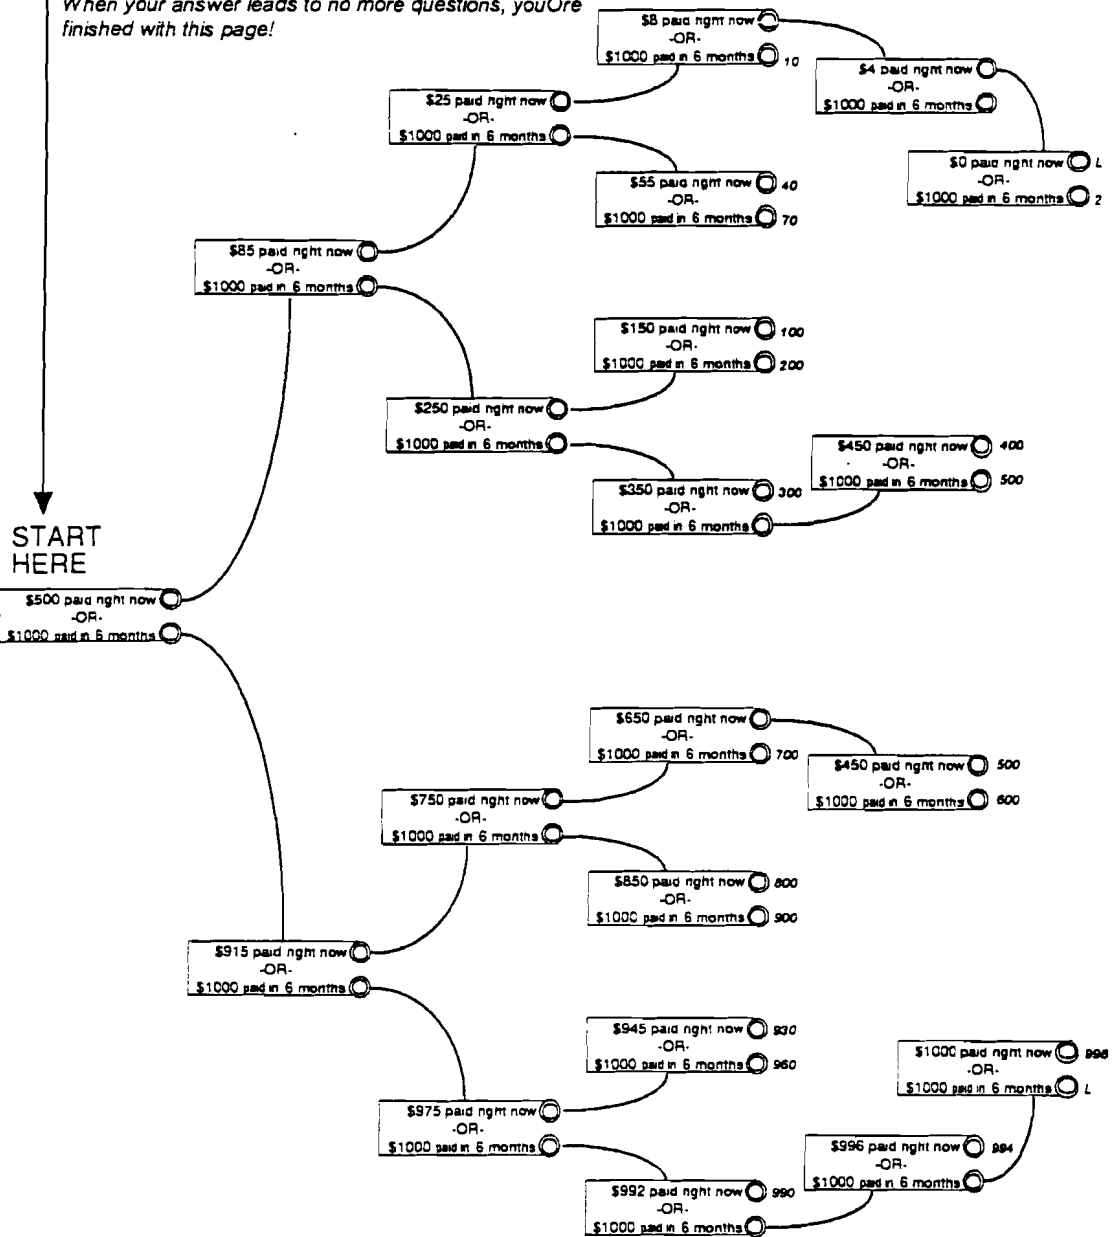 When your answer leads to no more questions, youOre
finished with this page!
$8 paid right now
-OR-
$1000 paid in 6 months 10
$4 paid right now
-OR-
$1000 paid in 6 months
$0 paid right now L
-OR-
$1000 paid in 6 months 2
$25 paid right now
-OR-
$1000 paid in 6 months
$55 paid right now 40
-OR-
$1000 paid in 6 months 70
$85 paid right now
-OR-
$1000 paid in 6 months
$150 paid right now 100
-OR-
$1000 paid in 6 months 200
$250 paid right now
-OR-
$1000 paid in 6 months
$450 paid right now 400
-OR-
$1000 paid in 6 months 500
$350 paid right now 300
-OR-
$1000 paid in 6 months
START
HERE
$500 paid right now
-OR-
$1000 paid in 6 months
$650 paid right now
-OR-
$1000 paid in 6 months 700
$450 paid right now 500
-OR-
$1000 paid in 6 months 600
$750 paid right now
-OR-
$1000 paid in 6 months
$850 paid right now 800
-OR-
$1000 paid in 6 months 900
$915 paid right now
-OR-
$1000 paid in 6 months
$945 paid right now 930
-OR-
$1000 paid in 6 months 960
$1000 paid right now 998
-OR-
$1000 paid in 6 months L
$975 paid right now
-OR-
$1000 paid in 6 months
$996 paid right now 994
-OR-
$1000 paid in 6 months
$992 paid right now 990
-OR-
$1000 paid in 6 months